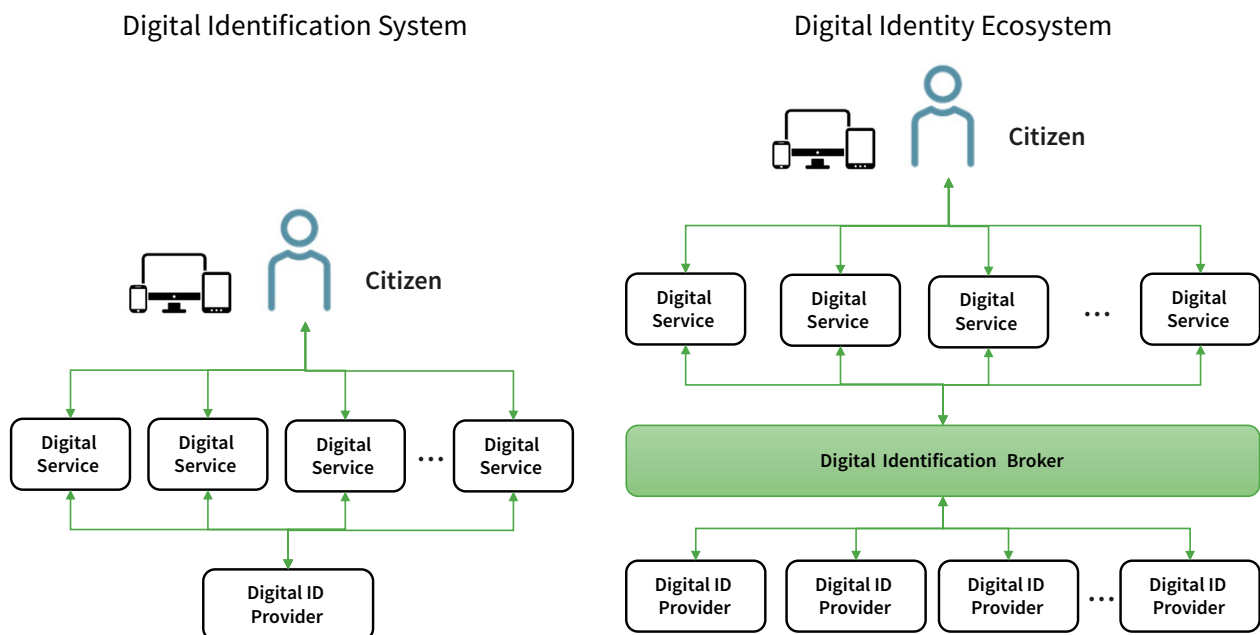 Digital Identification System
Citizen
Digital
Service
Digital
Service
Digital
Service
...
Digital
Service
Digital ID
Provider
Digital Identity Ecosystem
Citizen
Digital
Service
Digital
Service
Digital
Service
...
Digital
Service
Digital Identification Broker
Digital ID
Provider
Digital ID
Provider
Digital ID
Provider
...
Digital ID
Provider